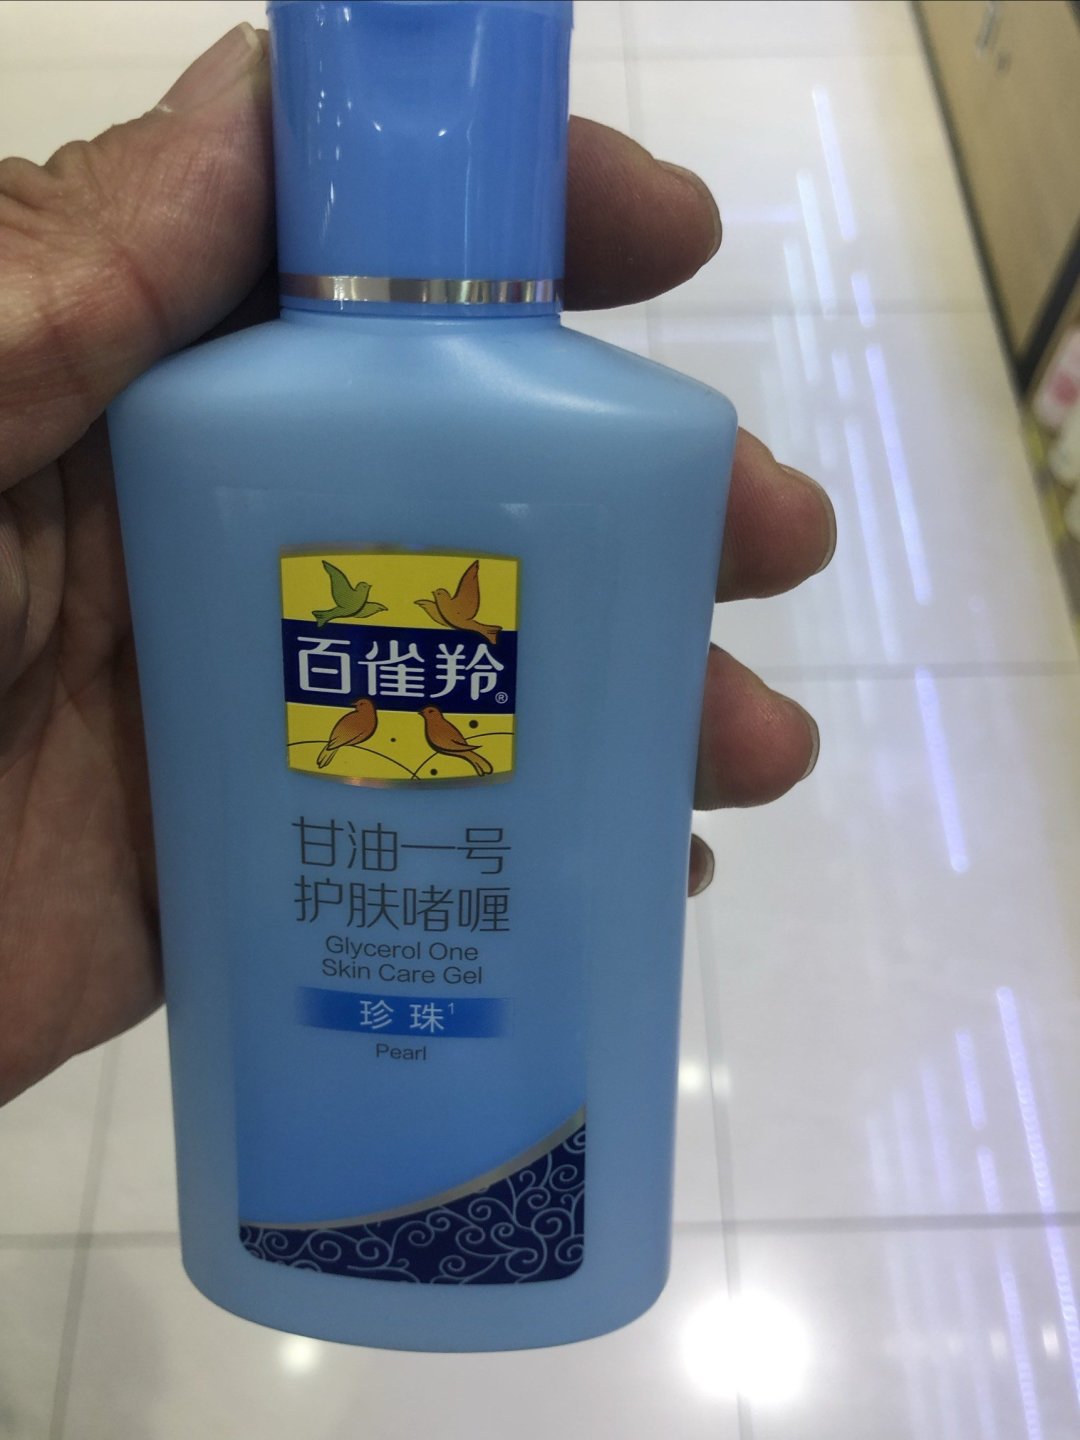 百雀羚®
甘油一号
护肤啫喱
Glycerol One
Skin Care Gel
珍珠¹
Pearl